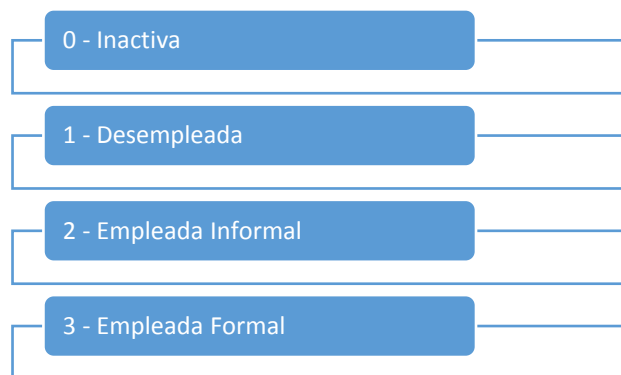 0 - Inactiva
1 - Desempleada
2 - Empleada Informal
3 - Empleada Formal